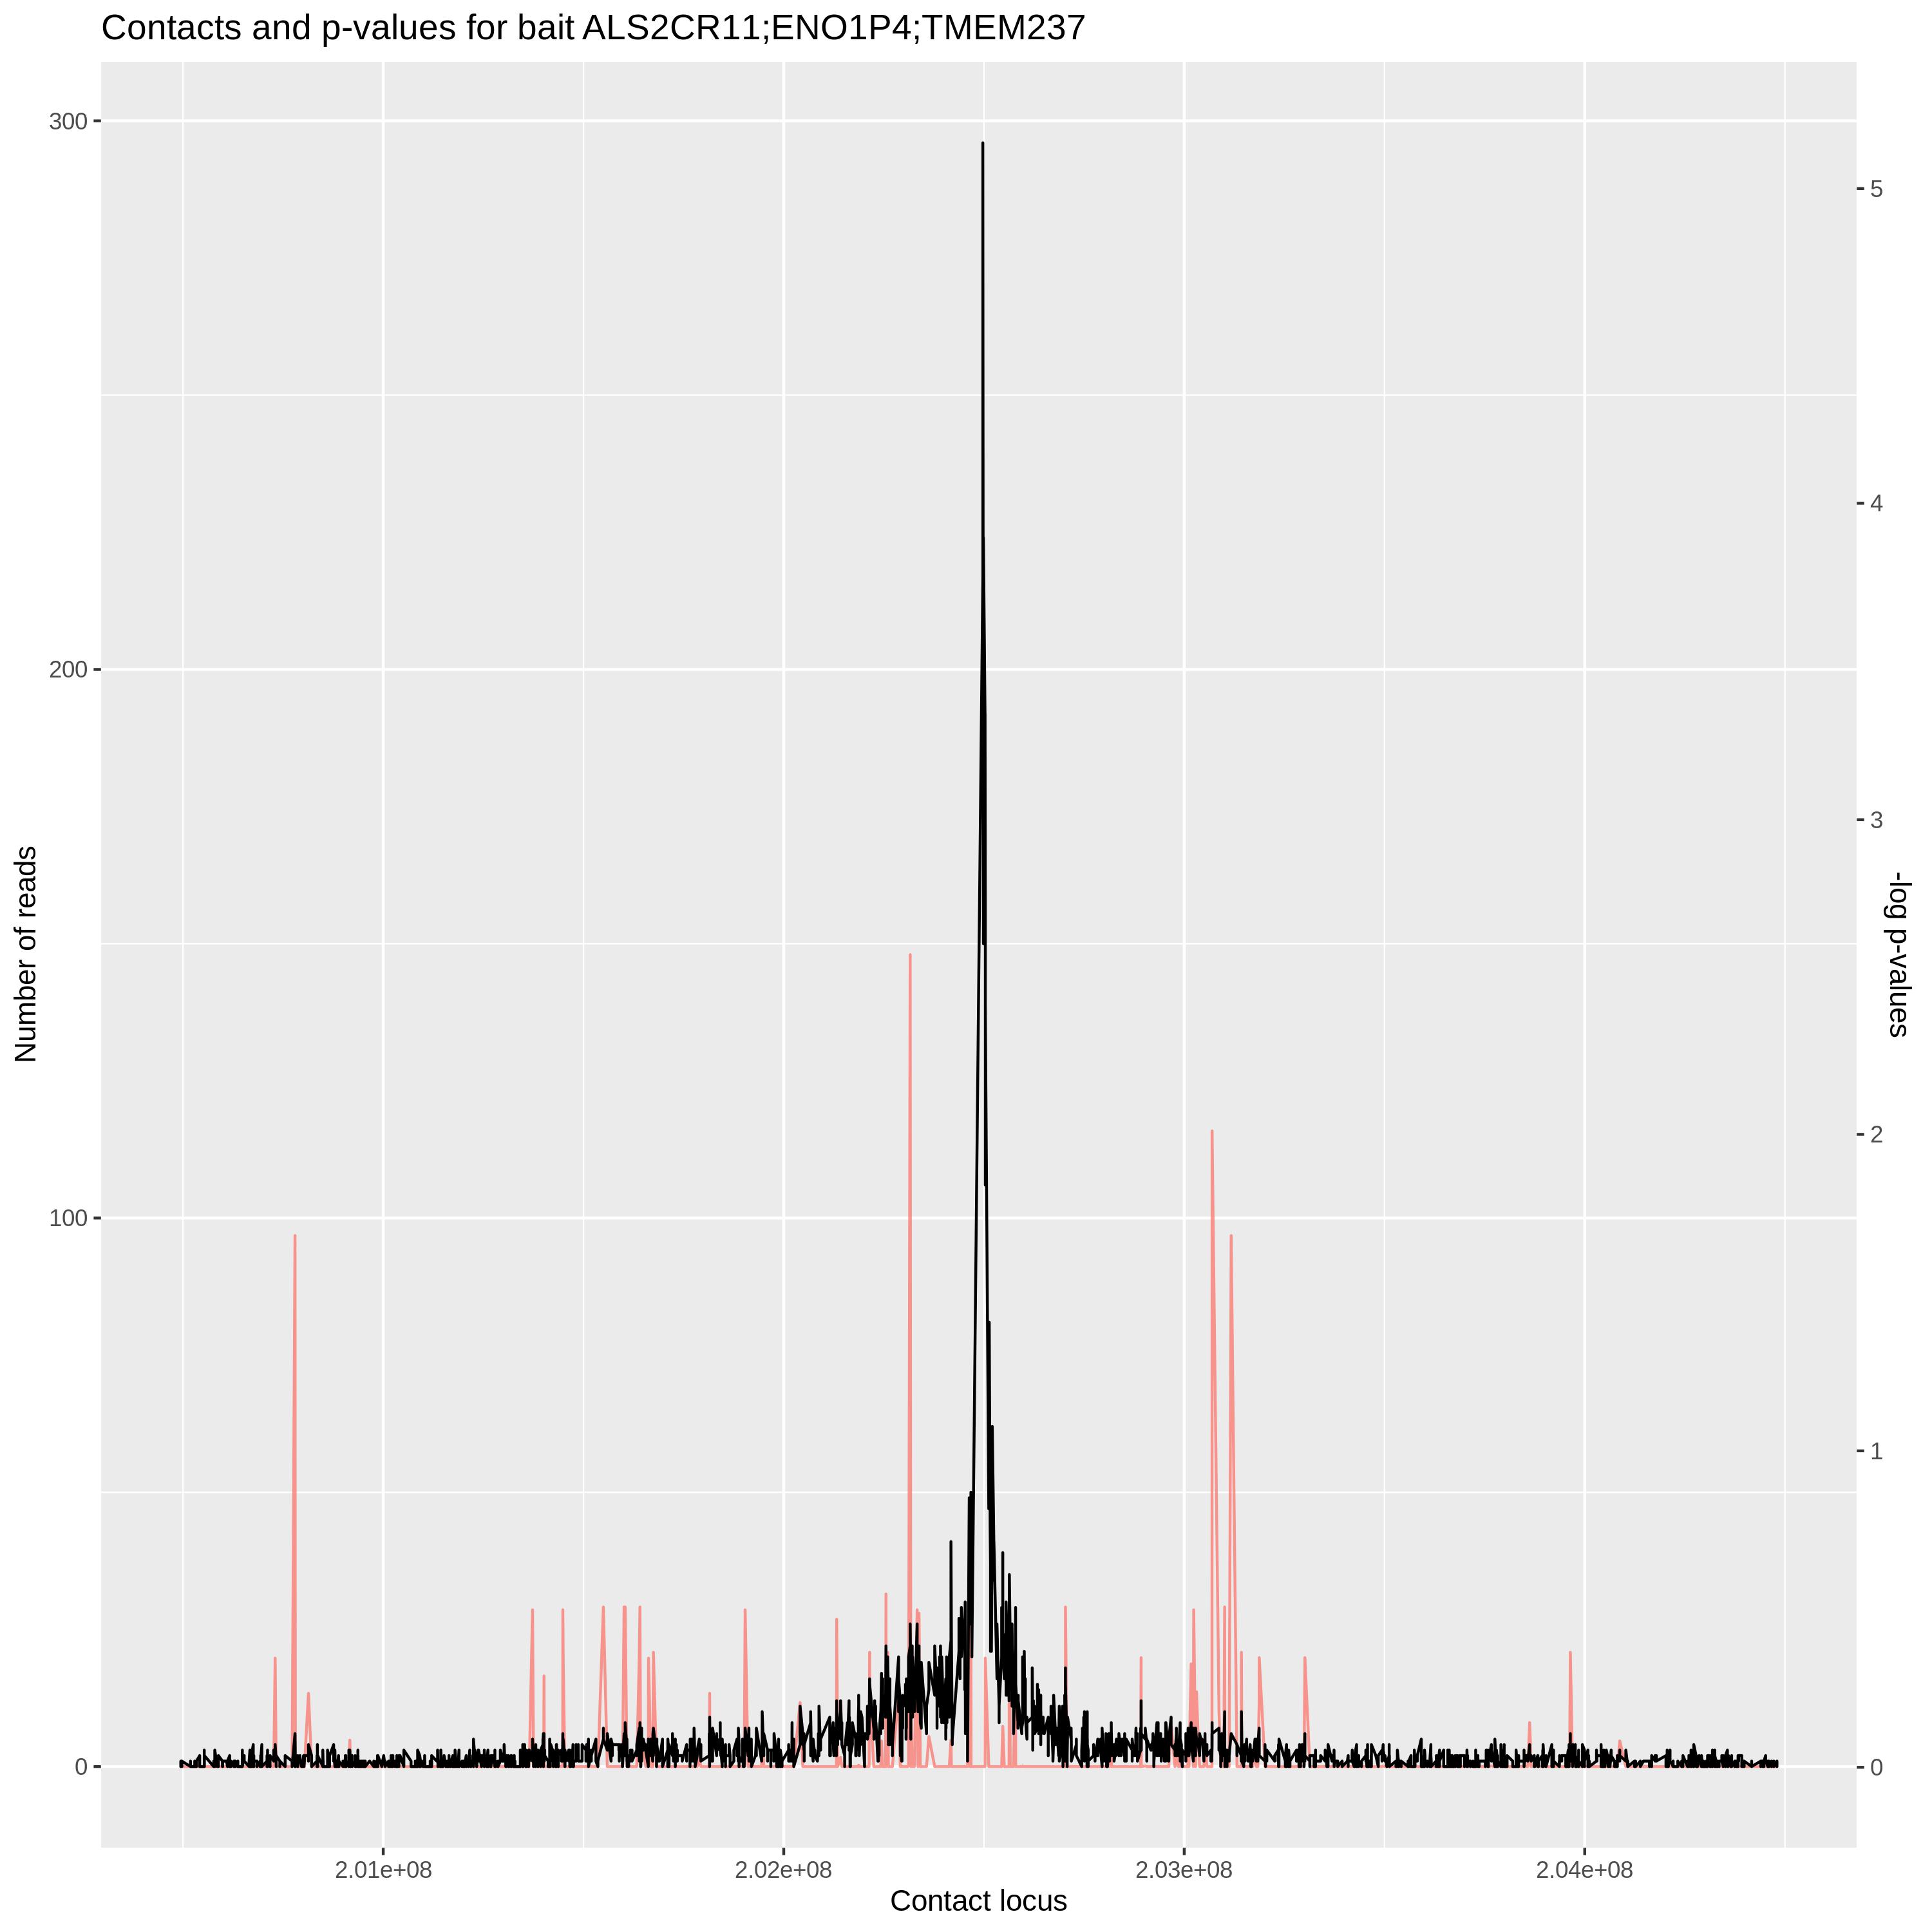 Contacts and p-values for bait ALS2CR11;ENO1P4;TMEM237
300
200
100
0
Number of reads
5
4
3
2
1
0
-log p-values
2.01e+08 2.02e+08 2.03e+08 2.04e+08
Contact locus